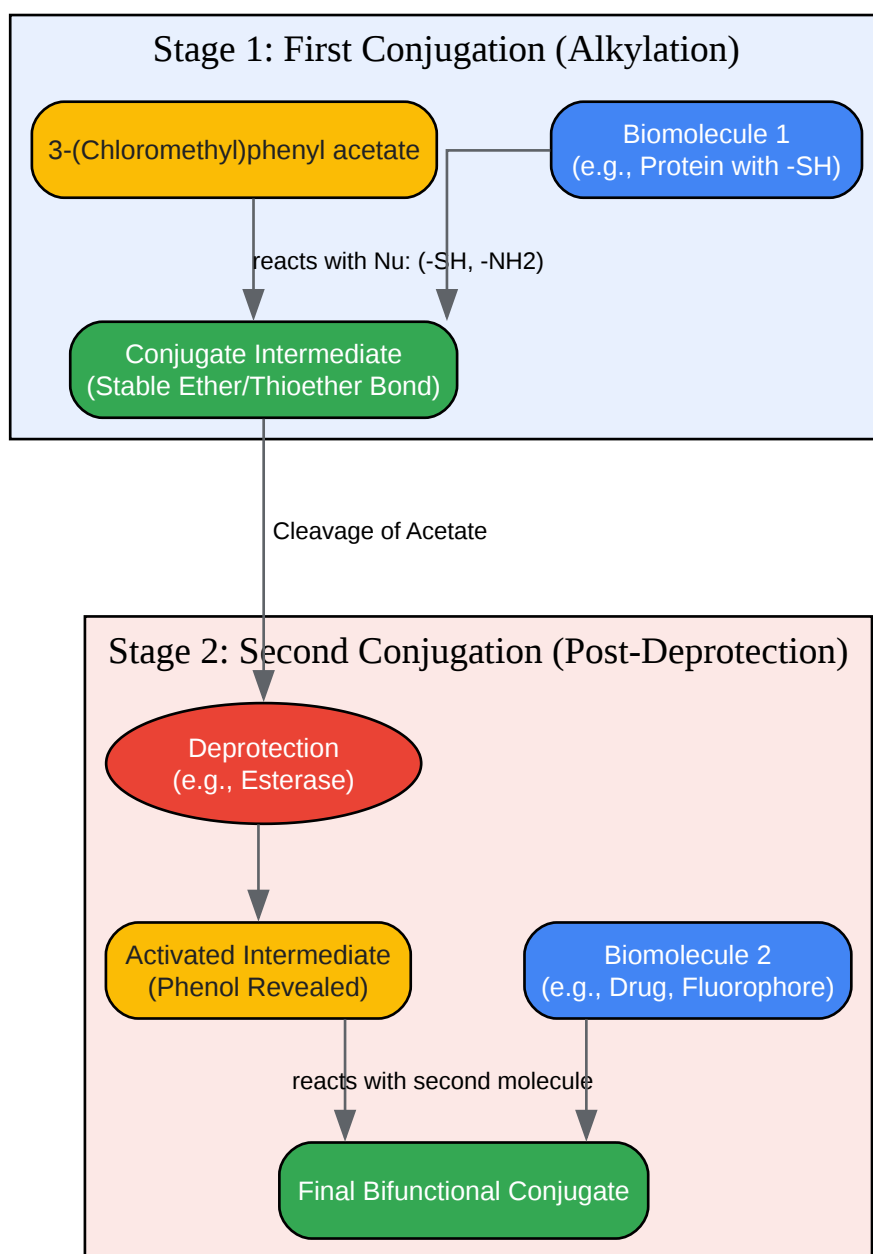 Stage 1: First Conjugation (Alkylation)
3-(Chloromethyl)phenyl acetate
Biomolecule 1
(e.g., Protein with -SH)
reacts with Nu: (-SH, -NH2)
Conjugate Intermediate
(Stable Ether/Thioether Bond)
Cleavage of Acetate
Stage 2: Second Conjugation (Post-Deprotection)
Deprotection
(e.g., Esterase)
Activated Intermediate
(Phenol Revealed)
Biomolecule 2
(e.g., Drug, Fluorophore)
reacts with second molecule
Final Bifunctional Conjugate